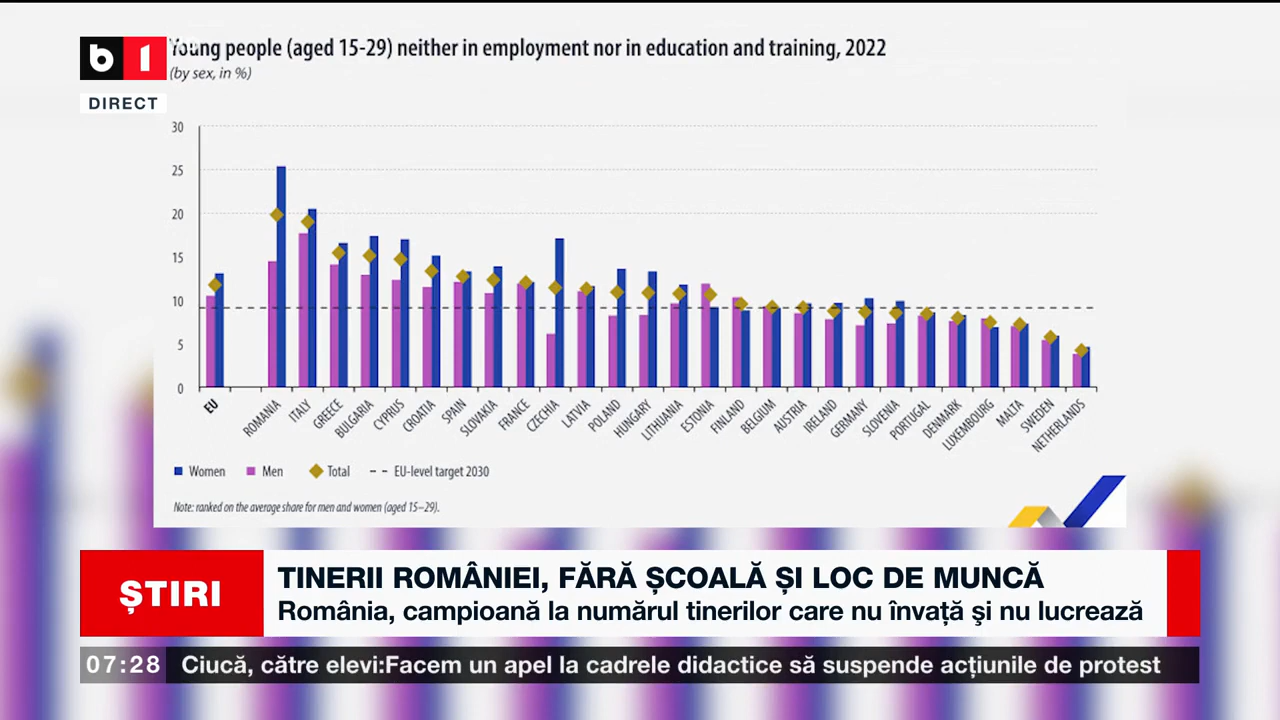 Young people (aged 15-29) neither in employment nor in education and training, 2022
(by sex, in %)
b1
DIRECT
30
25
20
15
10
5
0
EU
ROMANIA
ITALY
GREECE
BULGARIA
CYPRUS
CROATIA
SPAIN
SLOVAKIA
FRANCE
CZECHIA
LATVIA
POLAND
HUNGARY
LITHUANIA
ESTONIA
FINLAND
BELGIUM
AUSTRIA
IRELAND
GERMANY
SLOVENIA
PORTUGAL
DENMARK
LUXEMBOURG
MALTA
SWEDEN
NETHERLANDS
Women Men Total EU-level target 2030
Note: ranked on the average share for men and women (aged 15–29).
ȘTIRI
TINERII ROMÂNIEI, FĂRĂ ȘCOALĂ ȘI LOC DE MUNCĂ
România, campioană la numărul tinerilor care nu învață şi nu lucrează
07:28 Ciucă, către elevi:Facem un apel la cadrele didactice să suspende acțiunile de protest